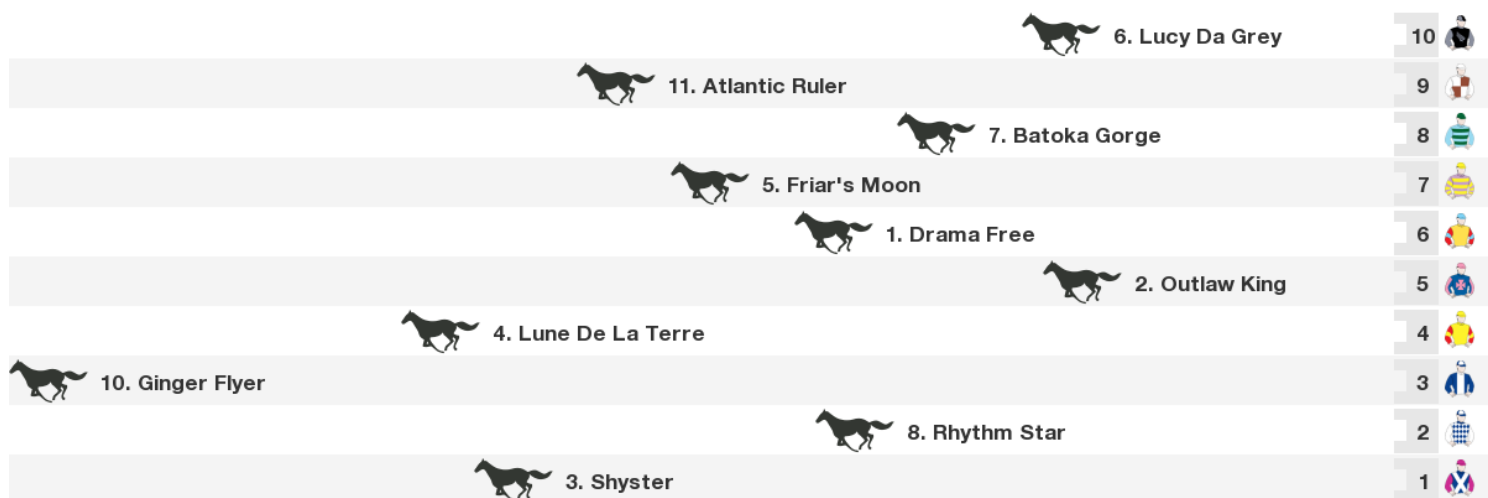 6. Lucy Da Grey 10
11. Atlantic Ruler 9
7. Batoka Gorge 8
5. Friar's Moon 7
1. Drama Free 6
2. Outlaw King 5
4. Lune De La Terre 4
10. Ginger Flyer 3
8. Rhythm Star 2
3. Shyster 1